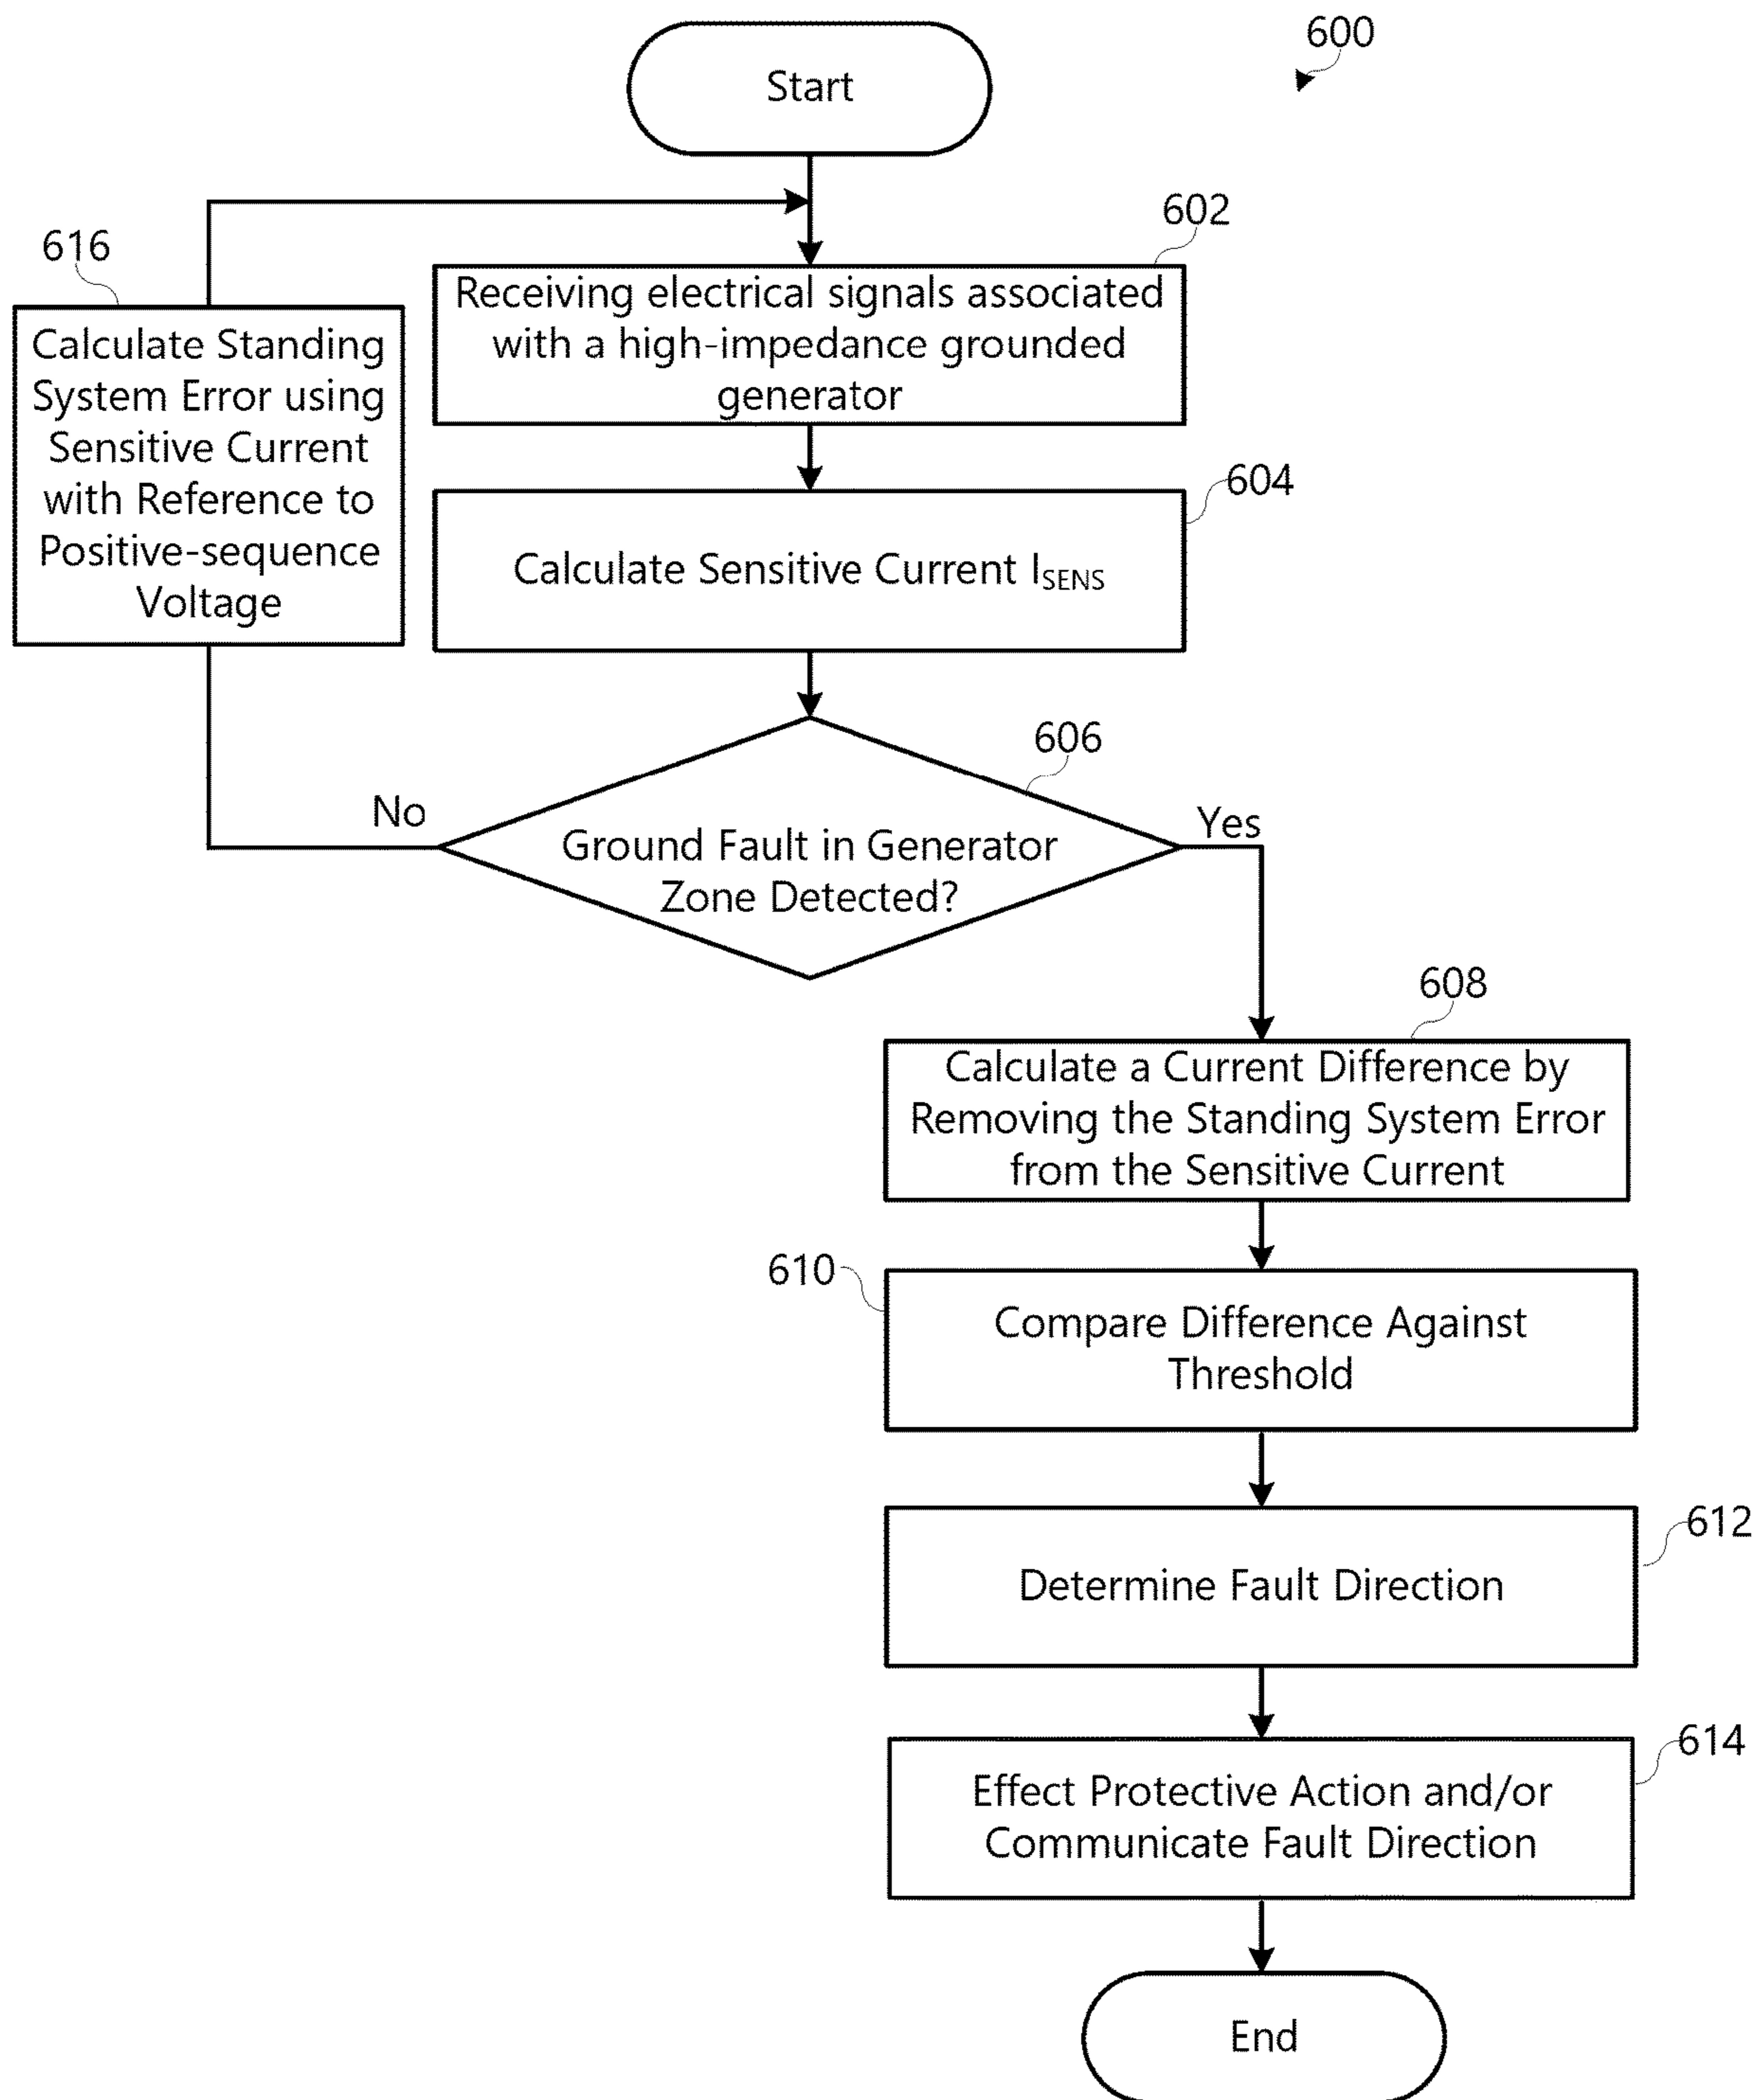 600
Start
602
616
Receiving electrical signals associated
with a high-impedance grounded
generator
Calculate Standing
System Error using
Sensitive Current
with Reference to
Positive-sequence
Voltage
604
Calculate Sensitive Current I_SENS
606
No
Yes
Ground Fault in Generator
Zone Detected?
608
Calculate a Current Difference by
Removing the Standing System Error
from the Sensitive Current
610
Compare Difference Against
Threshold
612
Determine Fault Direction
614
Effect Protective Action and/or
Communicate Fault Direction
End